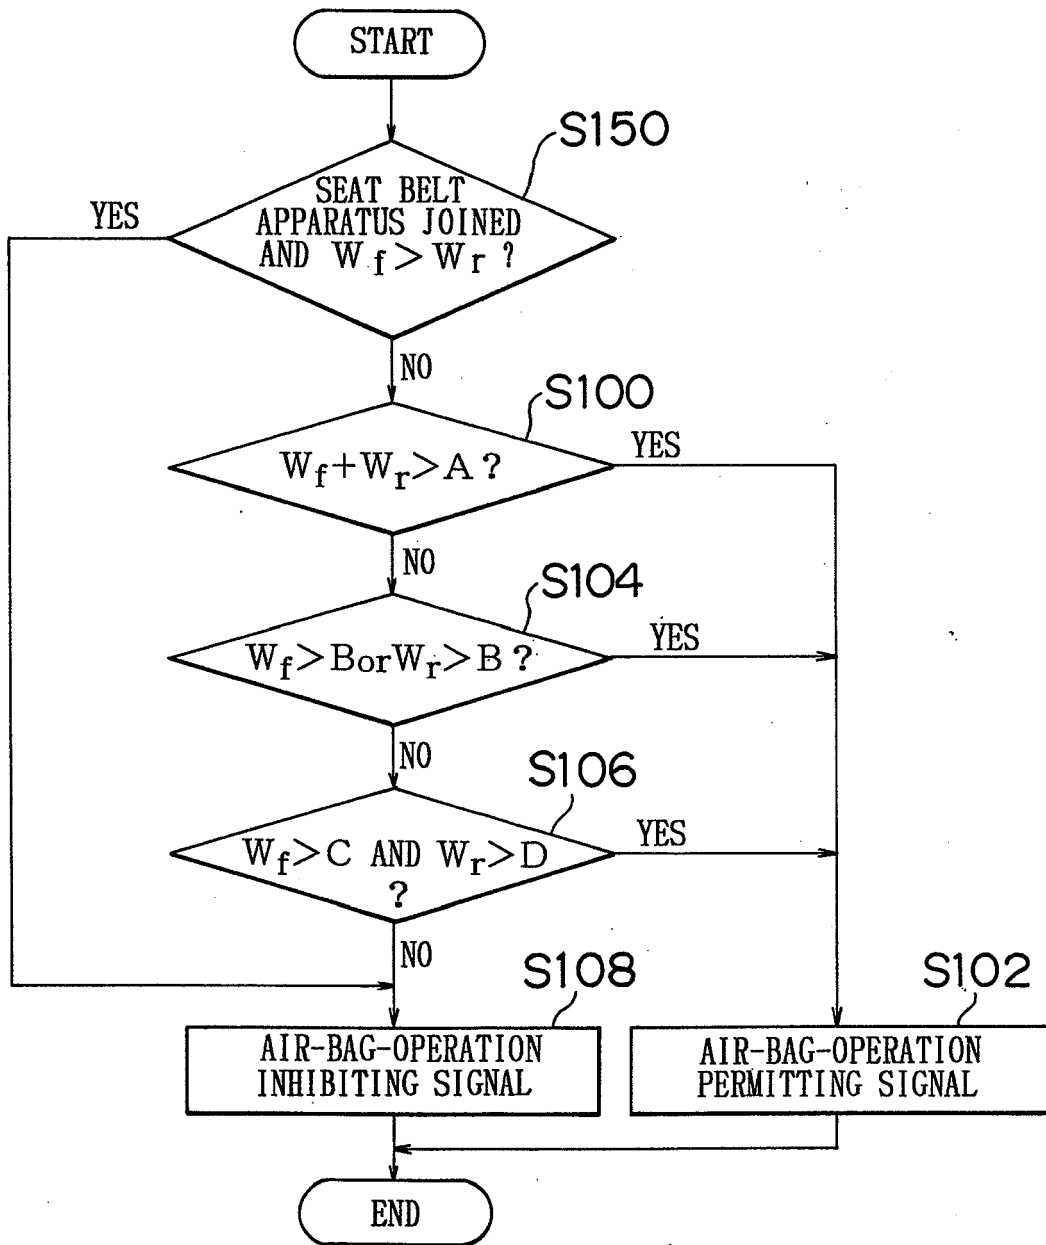 START
S150
SEAT BELT
APPARATUS JOINED
AND Wf>Wr ?
YES
NO
S100
Wf+Wr>A ?
YES
NO
S104
Wf>BorWr>B ?
YES
NO
S106
Wf>C AND Wr>D
?
YES
NO
S108
AIR-BAG-OPERATION
INHIBITING SIGNAL
S102
AIR-BAG-OPERATION
PERMITTING SIGNAL
END